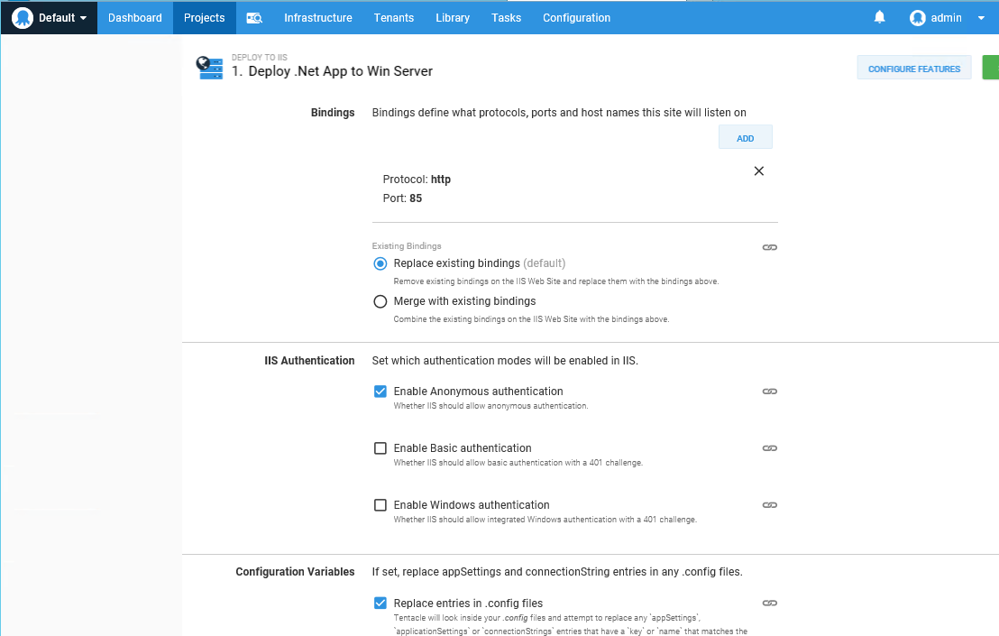 Default Dashboard Projects Infrastructure Tenants Library Tasks Configuration admin
DEPLOY TO IIS
1. Deploy .Net App to Win Server
CONFIGURE FEATURES
Bindings Bindings define what protocols, ports and host names this site will listen on
ADD
Protocol: http
Port: 85
Existing Bindings
Replace existing bindings (default)
Remove existing bindings on the IIS Web Site and replace them with the bindings above.
Merge with existing bindings
Combine the existing bindings on the IIS Web Site with the bindings above.
IIS Authentication Set which authentication modes will be enabled in IIS.
Enable Anonymous authentication
Whether IIS should allow anonymous authentication.
Enable Basic authentication
Whether IIS should allow basic authentication with a 401 challenge.
Enable Windows authentication
Whether IIS should allow integrated Windows authentication with a 401 challenge.
Configuration Variables If set, replace appSettings and connectionString entries in any .config files.
Replace entries in .config files
Tentacle will look inside your .config files and attempt to replace any `appSettings`,
`applicationSettings` or `connectionStrings` entries that have a `key` or `name` that matches the